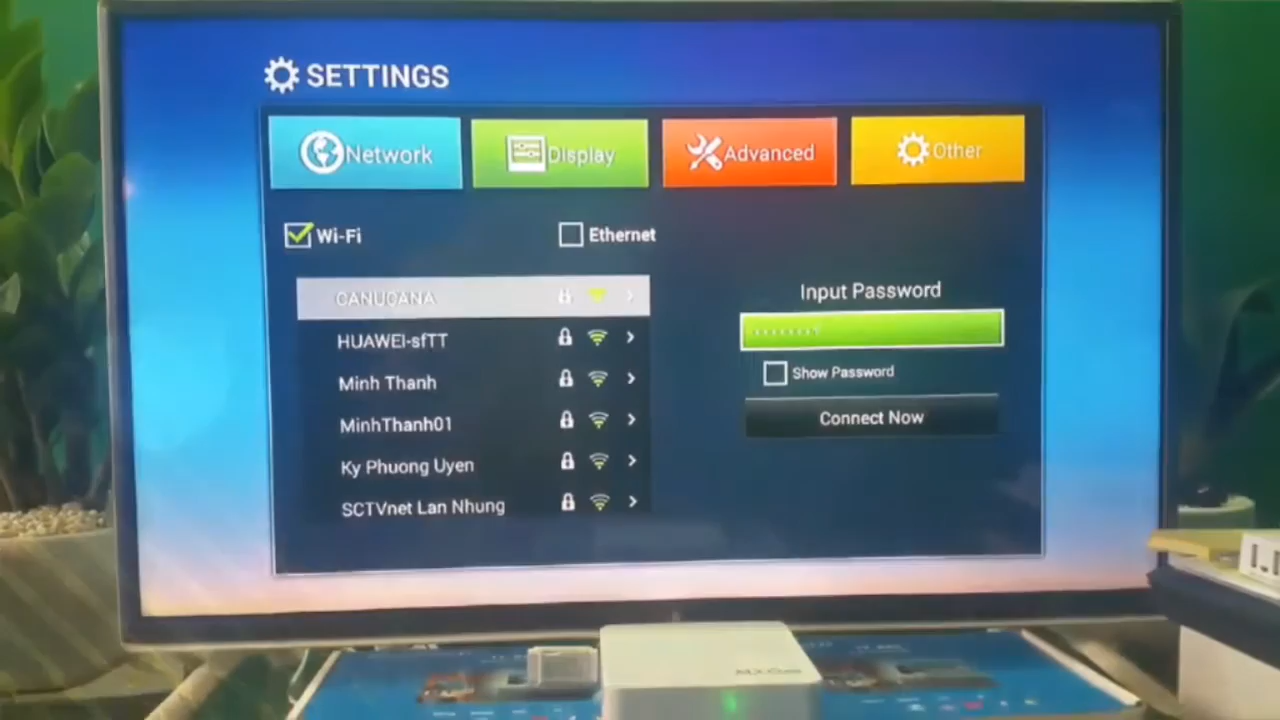 SETTINGS
Network
Display
Advanced
Other
Wi-Fi
Ethernet
CANUCANA
HUAWEI-sfTT
Minh Thanh
MinhThanh01
Ky Phuong Uyen
SCTVnet Lan Nhung
Input Password
Show Password
Connect Now